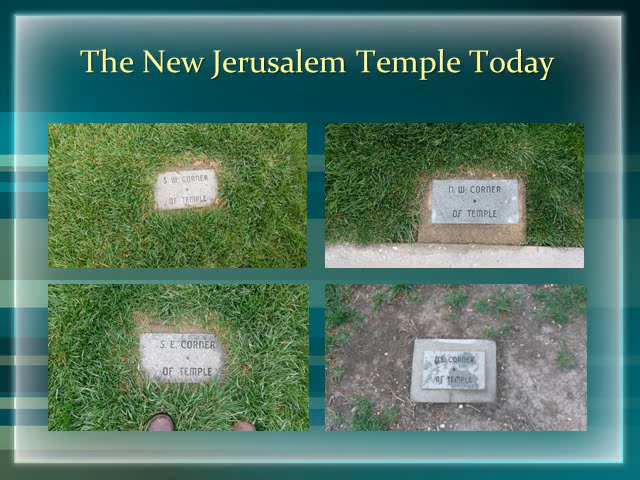 The New Jerusalem Temple Today
S. W. CORNER
OF TEMPLE
N. W. CORNER
OF TEMPLE
S. E. CORNER
OF TEMPLE
N.E. CORNER
OF TEMPLE